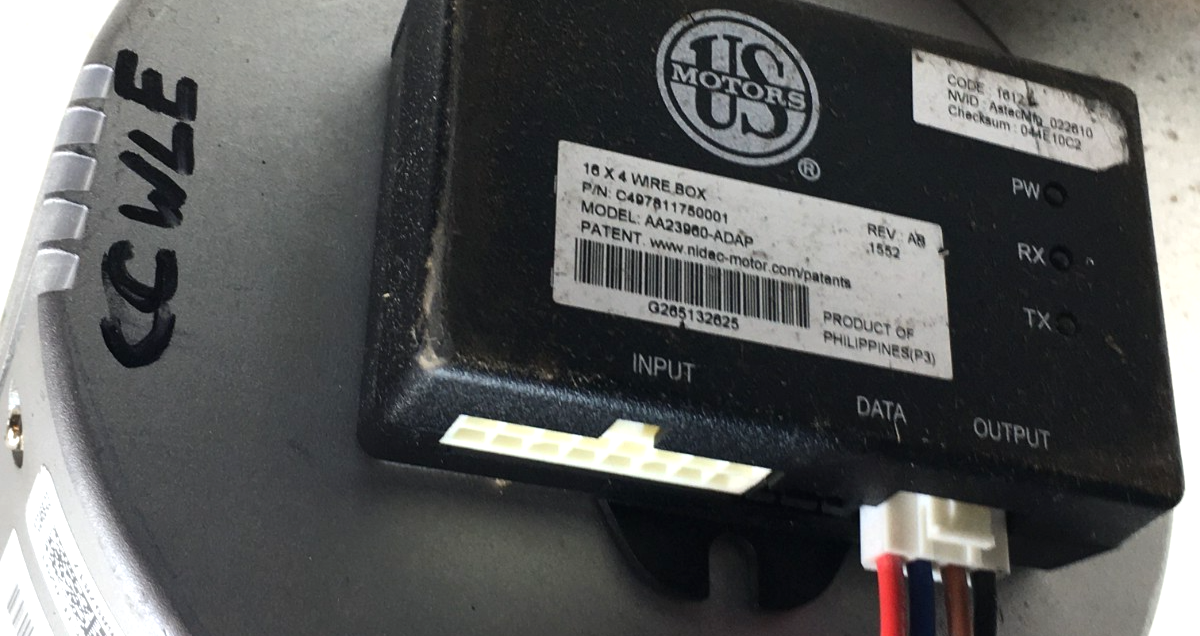 CCWLE
US
MOTORS
®
CODE : 1612
NVID : AstecMfg_022610
Checksum : 044E10C2
16 X 4 WIRE BOX
P/N: C497811750001
MODEL: AA23960-ADAP
PATENT. www.nidec-motor.com/patents
REV : AB
1552
G265132625
PRODUCT OF
PHILIPPINES(P3)
PW
RX
TX
INPUT
DATA
OUTPUT